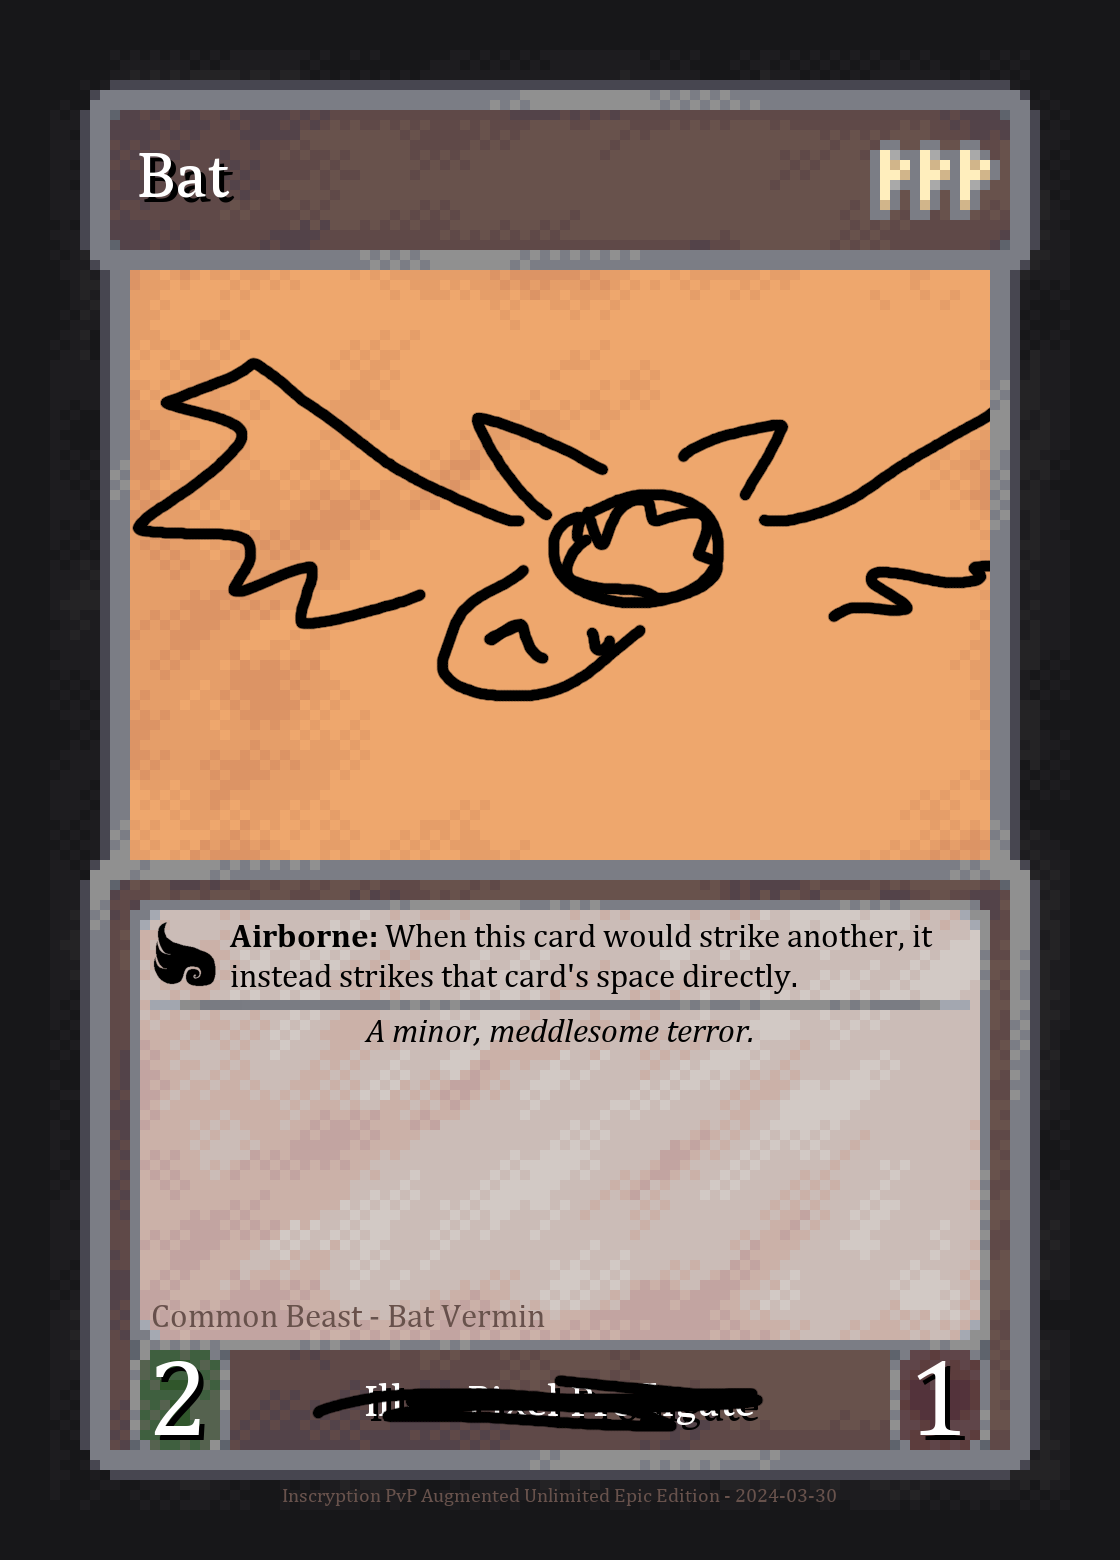 Bat
Airborne: When this card would strike another, it
instead strikes that card's space directly.
A minor, meddlesome terror.
Common Beast - Bat Vermin
2
1
Inscryption PvP Augmented Unlimited Epic Edition - 2024-03-30